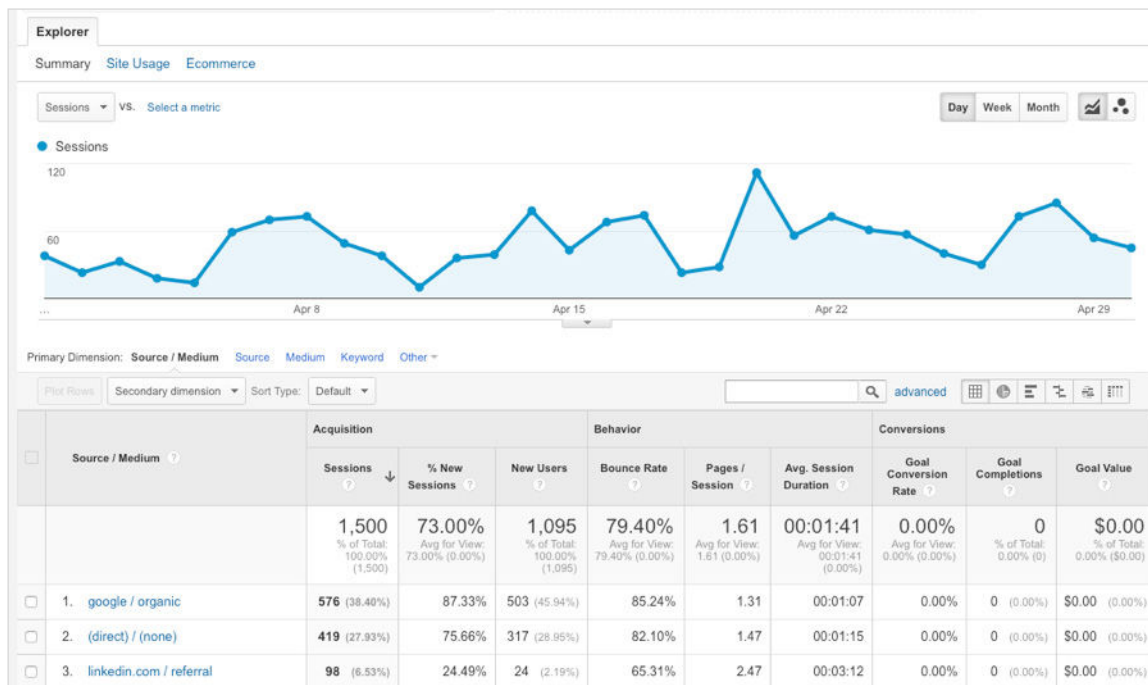 Explorer
Summary Site Usage Ecommerce
Sessions VS. Select a metric Day Week Month
Sessions
120
60
... Apr 8 Apr 15 Apr 22 Apr 29
Primary Dimension: Source / Medium Source Medium Keyword Other
Plot Rows Secondary dimension Sort Type: Default advanced
Acquisition Behavior Conversions
Source / Medium ? Sessions ? % New Sessions ? New Users ? Bounce Rate ? Pages / Session ? Avg. Session Duration ? Goal Conversion Rate ? Goal Completions ? Goal Value ?
1,500 73.00% 1,095 79.40% 1.61 00:01:41 0.00% 0 $0.00
% of Total: 100.00% (1,500) Avg for View: 73.00% (0.00%) % of Total: 100.00% (1,095) Avg for View: 79.40% (0.00%) Avg for View: 1.61 (0.00%) Avg for View: 00:01:41 (0.00%) Avg for View: 0.00% (0.00%) % of Total: 0.00% (0) % of Total: 0.00% ($0.00)
1. google / organic 576 (38.40%) 87.33% 503 (45.94%) 85.24% 1.31 00:01:07 0.00% 0 (0.00%) $0.00 (0.00%)
2. (direct) / (none) 419 (27.93%) 75.66% 317 (28.95%) 82.10% 1.47 00:01:15 0.00% 0 (0.00%) $0.00 (0.00%)
3. linkedin.com / referral 98 (6.53%) 24.49% 24 (2.19%) 65.31% 2.47 00:03:12 0.00% 0 (0.00%) $0.00 (0.00%)